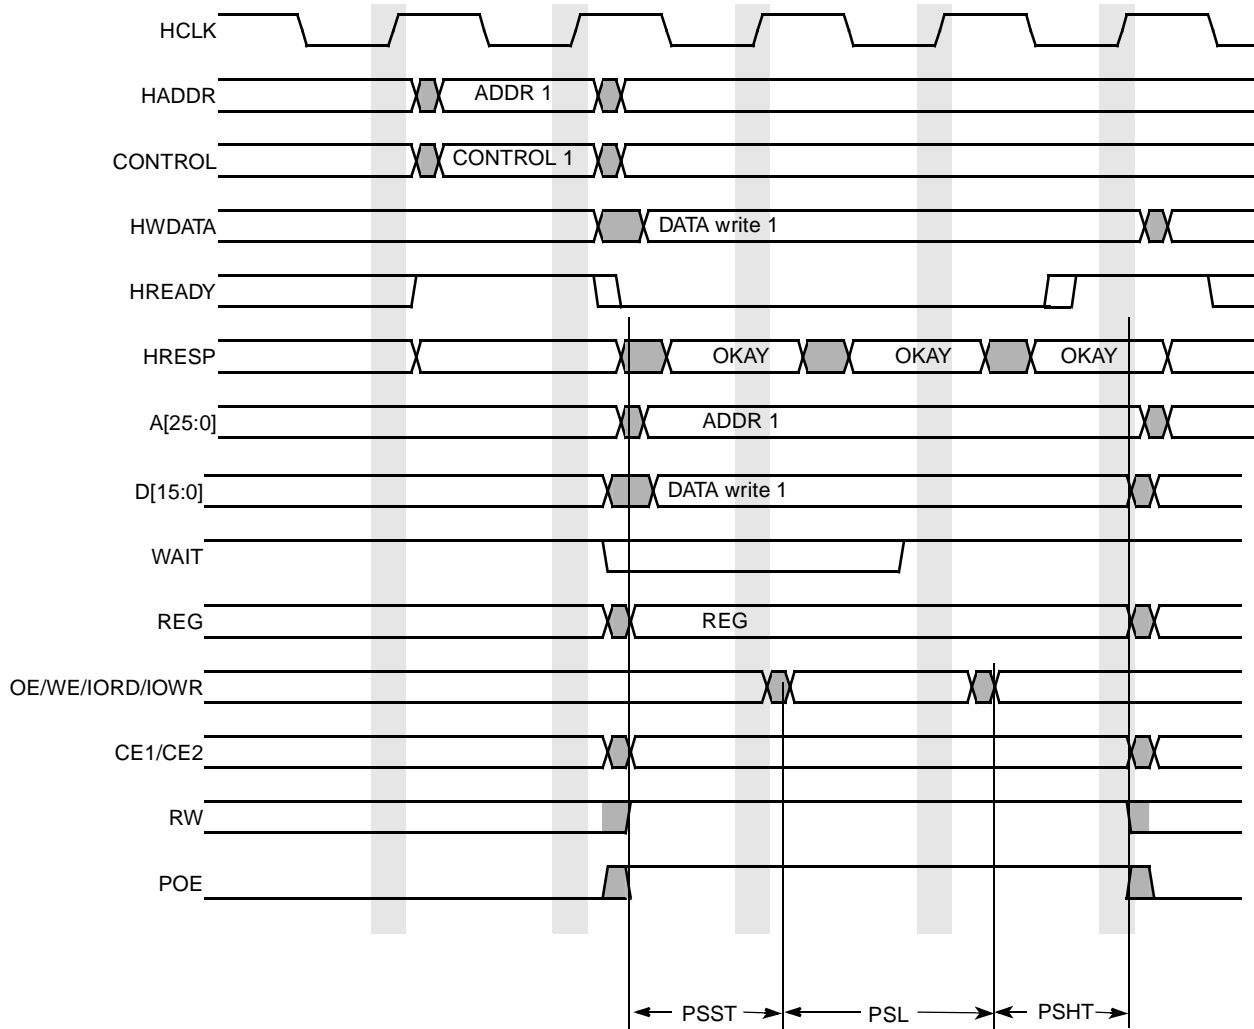 HCLK
HADDR ADDR 1
CONTROL CONTROL 1
HWDATA DATA write 1
HREADY
HRESP OKAY OKAY OKAY
A[25:0] ADDR 1
D[15:0] DATA write 1
WAIT
REG REG
OE/WE/IORD/IOWR
CE1/CE2
RW
POE
PSST PSL PSHT